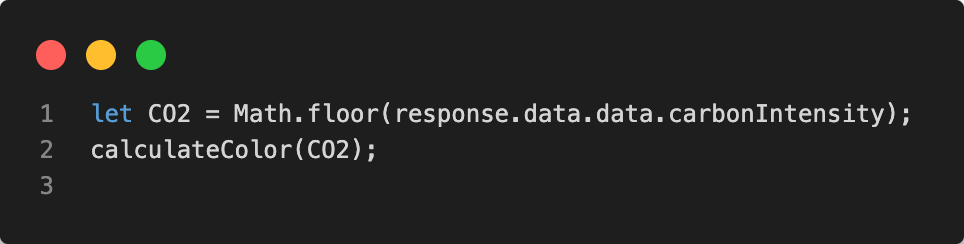 1 let CO2 = Math.floor(response.data.data.carbonIntensity);
2 calculateColor(CO2);
3